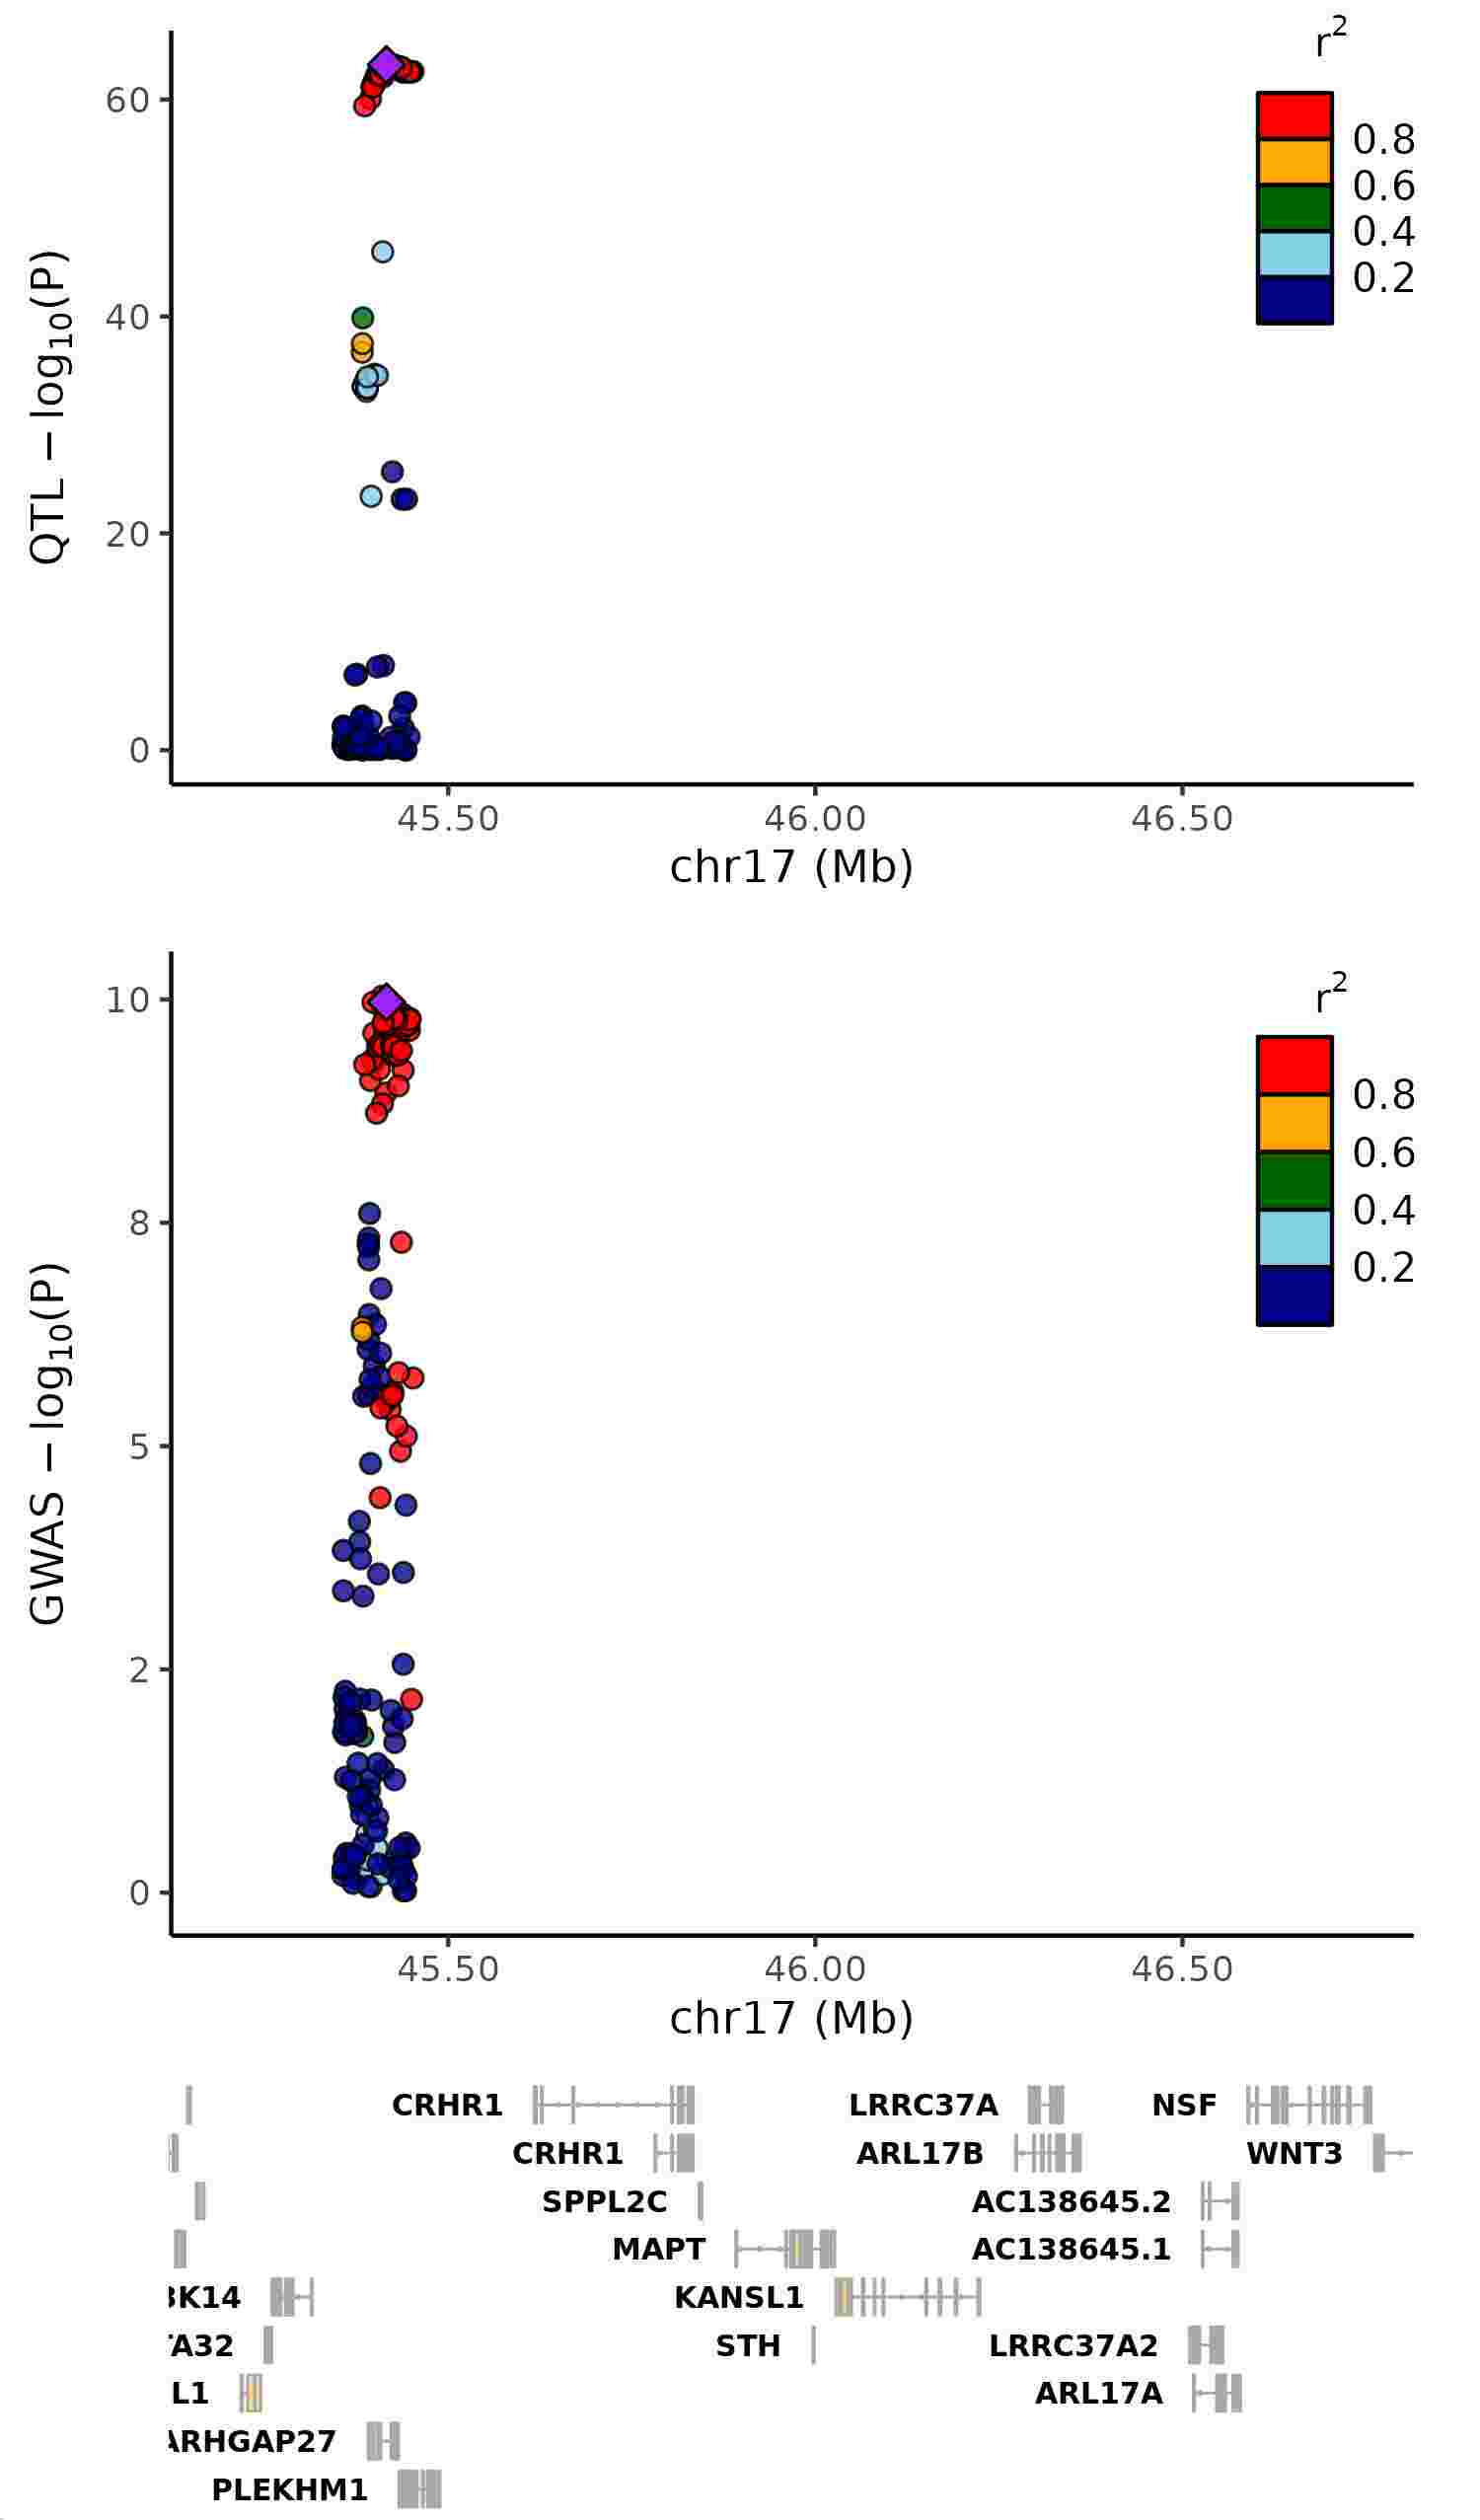 r²
0.8
0.6
0.4
0.2
60
40
20
0
QTL −log₁₀(P)
45.50 46.00 46.50
chr17 (Mb)
r²
0.8
0.6
0.4
0.2
10
8
5
2
0
GWAS −log₁₀(P)
45.50 46.00 46.50
chr17 (Mb)
CRHR1 LRRC37A NSF
CRHR1 ARL17B WNT3
SPPL2C AC138645.2
MAPT AC138645.1
K14 KANSL1
TA32 STH LRRC37A2
L1 ARL17A
ARHGAP27
PLEKHM1